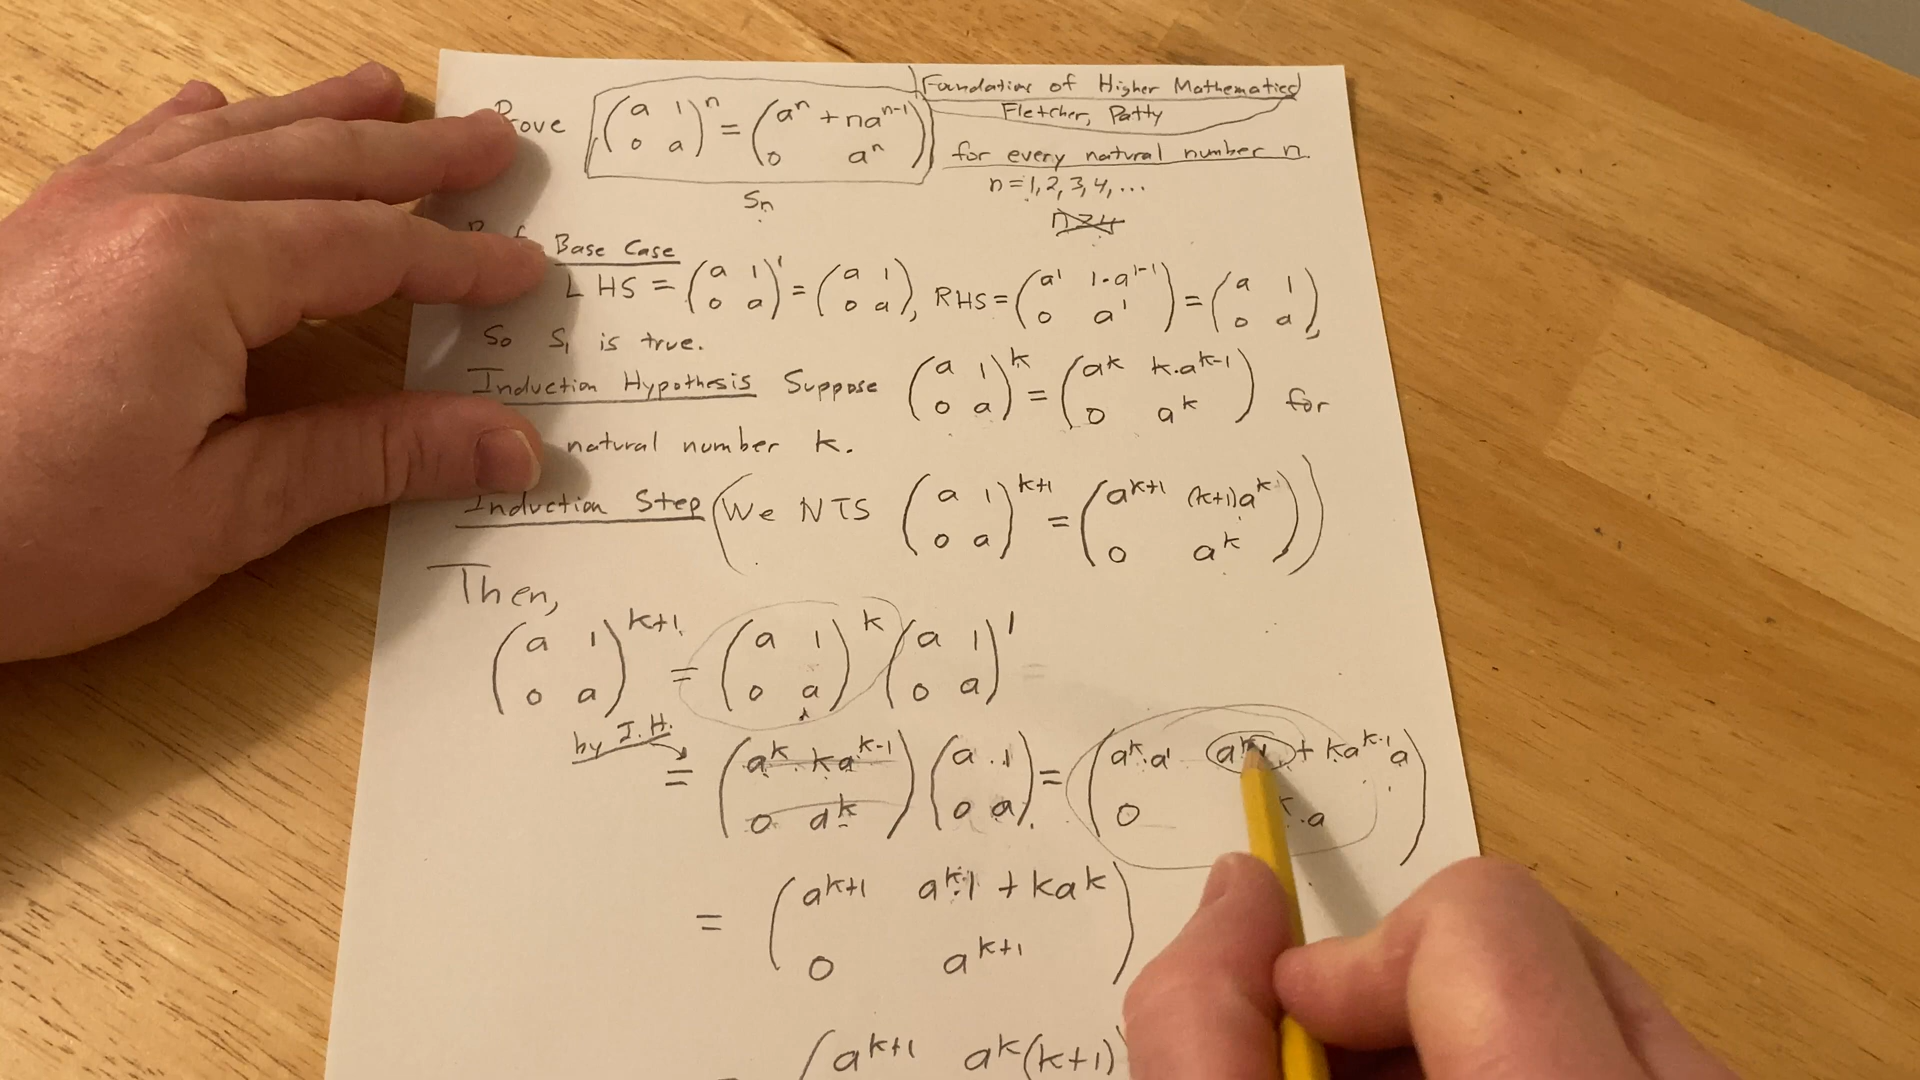 Foundations of Higher Mathematics
Fletcher, Patty
Prove (a 1 0 a)^n = (a^n + na^{n-1} 0 a^n) for every natural number n.
S_n
n=1,2,3,4,...
Base Case
LHS = (a 1 0 a)^1 = (a 1 0 a), RHS = (a^1 1·a^{1-1} 0 a^1) = (a 1 0 a),
So S_1 is true.
Induction Hypothesis Suppose (a 1 0 a)^k = (a^k k·a^{k-1} 0 a^k) for
natural number k.
Induction Step (We NTS (a 1 0 a)^{k+1} = (a^{k+1} (k+1)a^k 0 a^k))
Then,
(a 1 0 a)^{k+1} = (a 1 0 a)^k (a 1 0 a)^1
by I.H.
= (a^k ka^{k-1} 0 a^k) (a 1 0 a) = (a^k·a^1 a^k·1 + ka^{k-1}a 0 ·a)
= (a^{k+1} a^k·1 + ka^k 0 a^{k+1})
(a^{k+1} a^k(k+1)